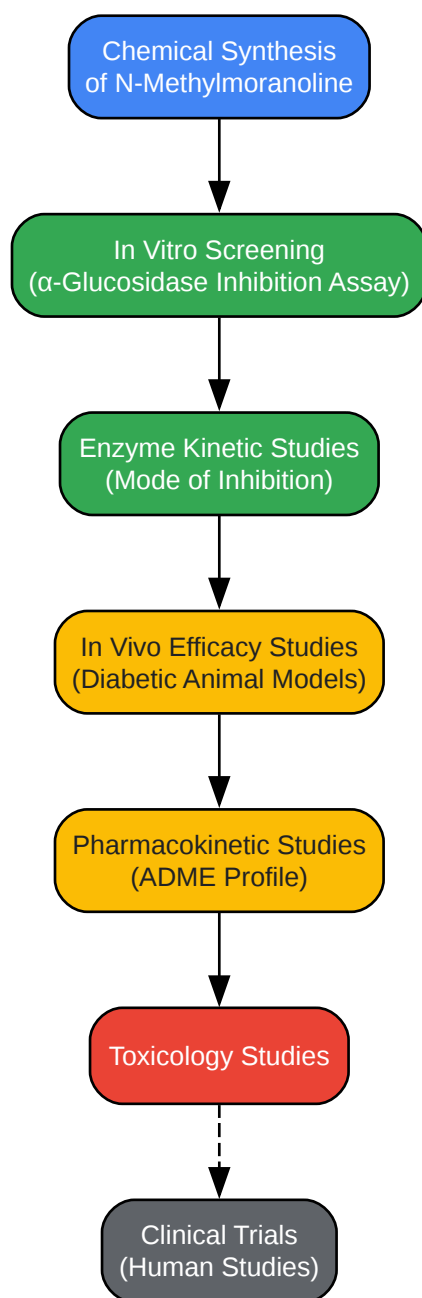 Chemical Synthesis
of N-Methylmoranoline
In Vitro Screening
(α-Glucosidase Inhibition Assay)
Enzyme Kinetic Studies
(Mode of Inhibition)
In Vivo Efficacy Studies
(Diabetic Animal Models)
Pharmacokinetic Studies
(ADME Profile)
Toxicology Studies
Clinical Trials
(Human Studies)